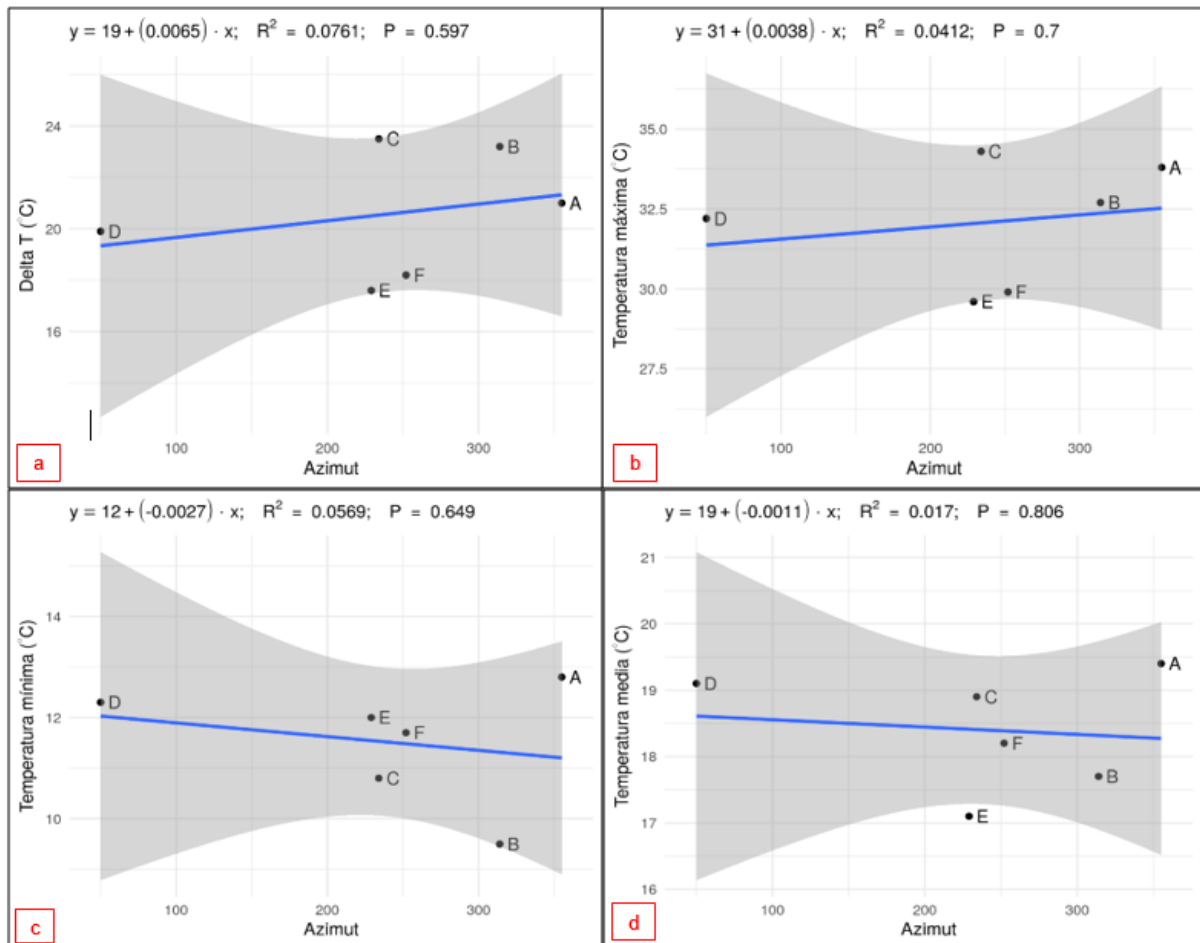 y = 19 + (0.0065) · x; R² = 0.0761; P = 0.597
24
20
16
Delta T (°C)
C
B
A
D
F
E
100
200
300
Azimut
a
y = 31 + (0.0038) · x; R² = 0.0412; P = 0.7
35.0
32.5
30.0
27.5
Temperatura máxima (°C)
C
A
B
D
F
E
100
200
300
Azimut
b
y = 12 + (-0.0027) · x; R² = 0.0569; P = 0.649
14
12
10
Temperatura mínima (°C)
A
D
E
F
C
B
100
200
300
Azimut
c
y = 19 + (-0.0011) · x; R² = 0.017; P = 0.806
21
20
19
18
17
16
Temperatura media (°C)
A
D
C
F
B
E
100
200
300
Azimut
d